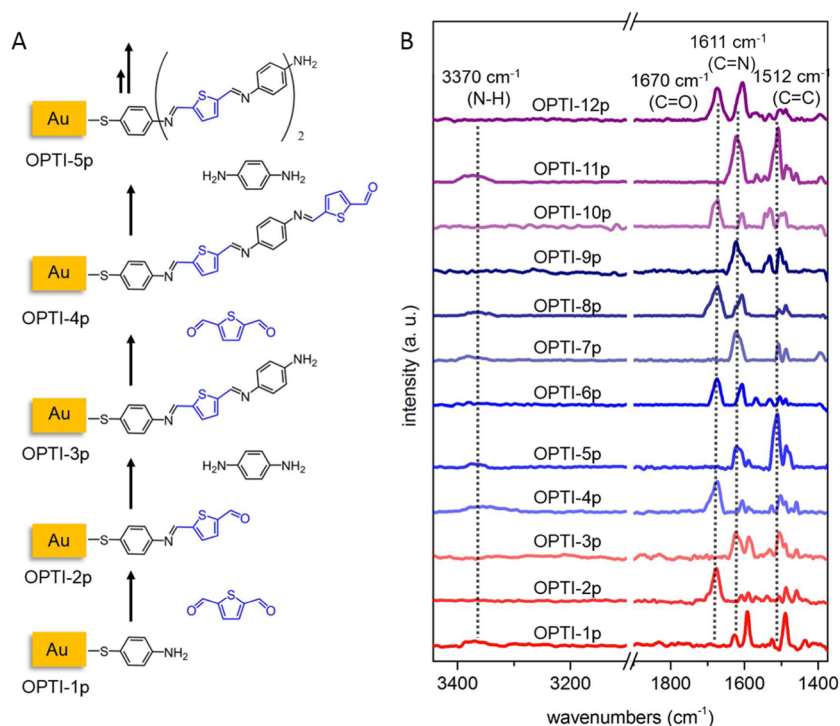 A
Au
S
N
S
N
NH₂
2
OPTI-5p
H₂N
NH₂
Au
S
N
S
N
N
S
O
OPTI-4p
O
S
O
Au
S
N
S
N
NH₂
OPTI-3p
H₂N
NH₂
Au
S
N
S
O
OPTI-2p
O
S
O
Au
S
NH₂
OPTI-1p
B
1611 cm⁻¹
(C=N)
3370 cm⁻¹
(N-H)
1670 cm⁻¹
(C=O)
1512 cm⁻¹
(C=C)
OPTI-12p
OPTI-11p
OPTI-10p
OPTI-9p
OPTI-8p
OPTI-7p
OPTI-6p
OPTI-5p
OPTI-4p
OPTI-3p
OPTI-2p
OPTI-1p
intensity (a. u.)
3400 3200 1800 1600 1400
wavenumbers (cm⁻¹)